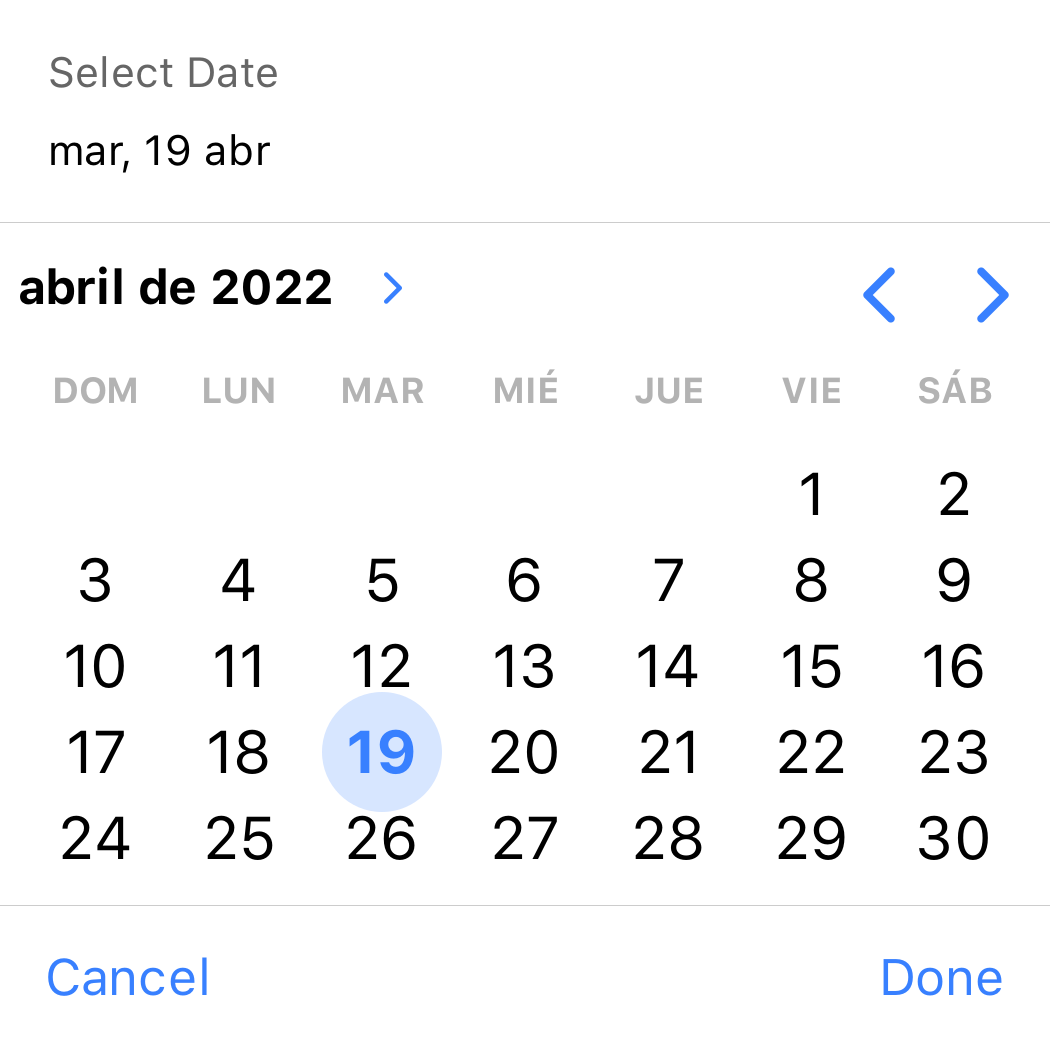 Select Date
mar, 19 abr
abril de 2022
DOM LUN MAR MIÉ JUE VIE SÁB
1 2
3 4 5 6 7 8 9
10 11 12 13 14 15 16
17 18 19 20 21 22 23
24 25 26 27 28 29 30
Cancel Done